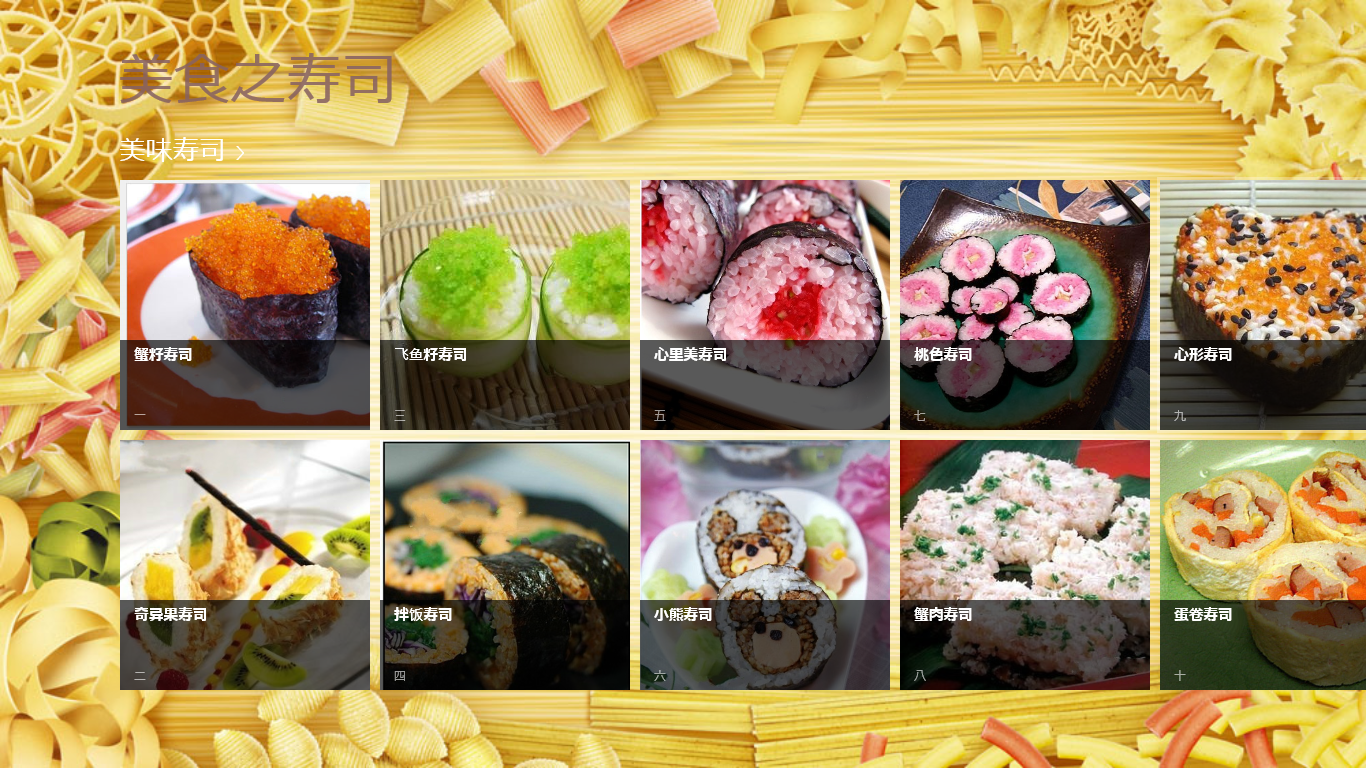 美食之寿司
美味寿司 >
蟹籽寿司
一
飞鱼籽寿司
三
心里美寿司
五
桃色寿司
七
心形寿司
九
奇异果寿司
二
拌饭寿司
四
小熊寿司
六
蟹肉寿司
八
蛋卷寿司
十